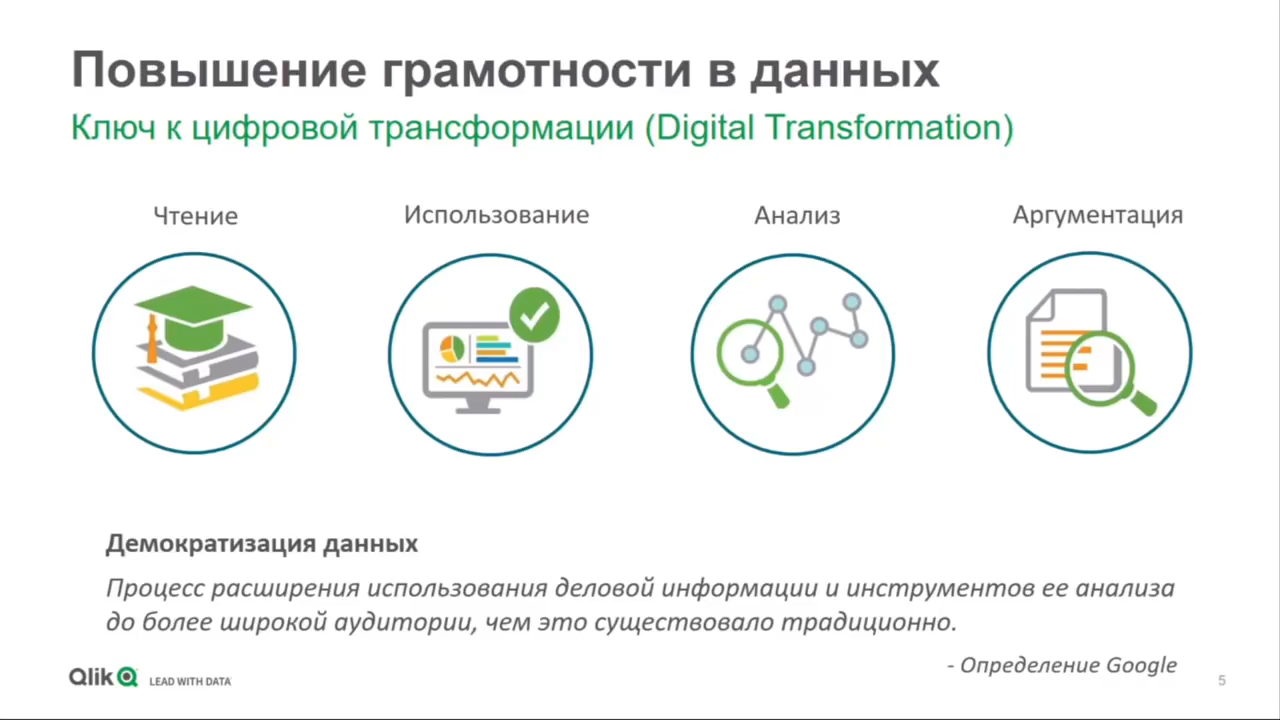 Повышение грамотности в данных
Ключ к цифровой трансформации (Digital Transformation)
Чтение
Использование
Анализ
Аргументация
Демократизация данных
Процесс расширения использования деловой информации и инструментов ее анализа
до более широкой аудитории, чем это существовало традиционно.
- Определение Google
Qlik LEAD WITH DATA
5